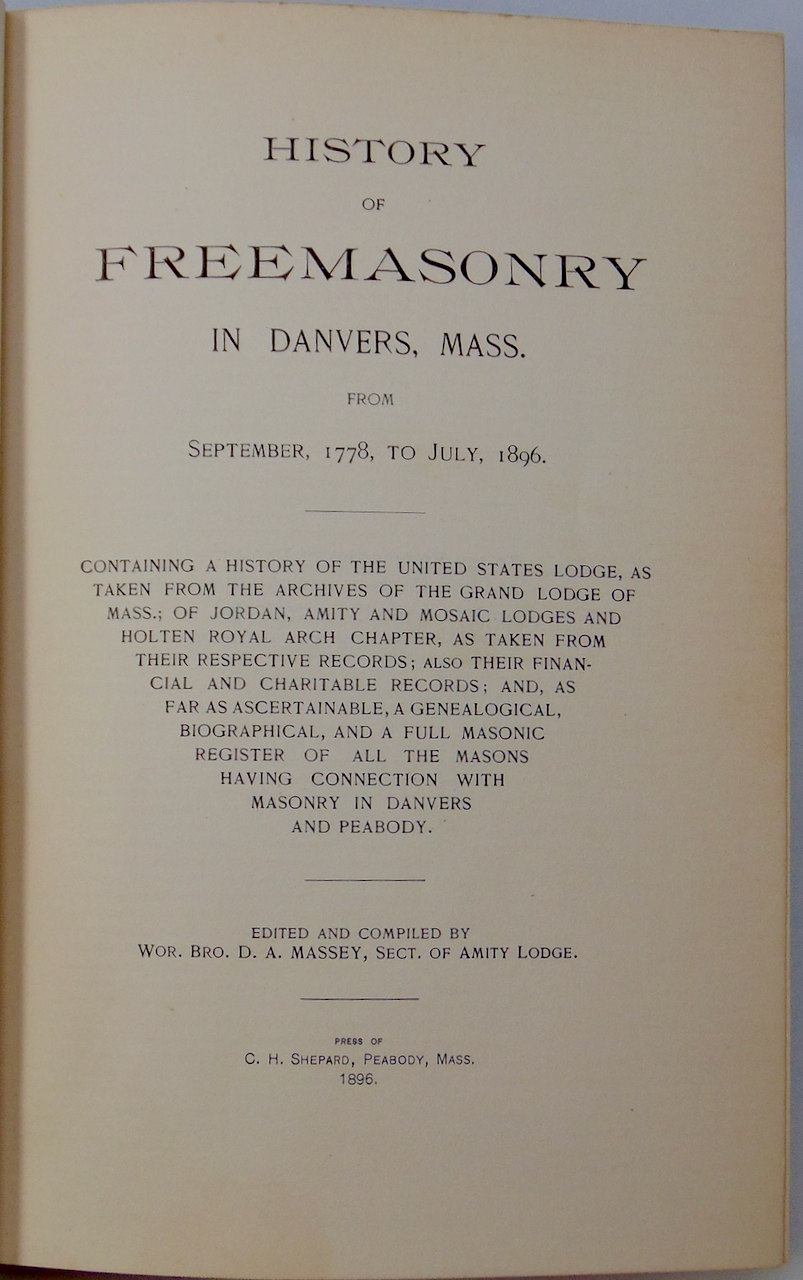 HISTORY
OF
FREEMASONRY
IN DANVERS, MASS.
FROM
SEPTEMBER, 1778, TO JULY, 1896.
CONTAINING A HISTORY OF THE UNITED STATES LODGE, AS
TAKEN FROM THE ARCHIVES OF THE GRAND LODGE OF
MASS.; OF JORDAN, AMITY AND MOSAIC LODGES AND
HOLTEN ROYAL ARCH CHAPTER, AS TAKEN FROM
THEIR RESPECTIVE RECORDS; ALSO THEIR FINAN-
CIAL AND CHARITABLE RECORDS; AND, AS
FAR AS ASCERTAINABLE, A GENEALOGICAL,
BIOGRAPHICAL, AND A FULL MASONIC
REGISTER OF ALL THE MASONS
HAVING CONNECTION WITH
MASONRY IN DANVERS
AND PEABODY.
EDITED AND COMPILED BY
WOR. BRO. D. A. MASSEY, SECT. OF AMITY LODGE.
PRESS OF
C. H. SHEPARD, PEABODY, MASS.
1896.